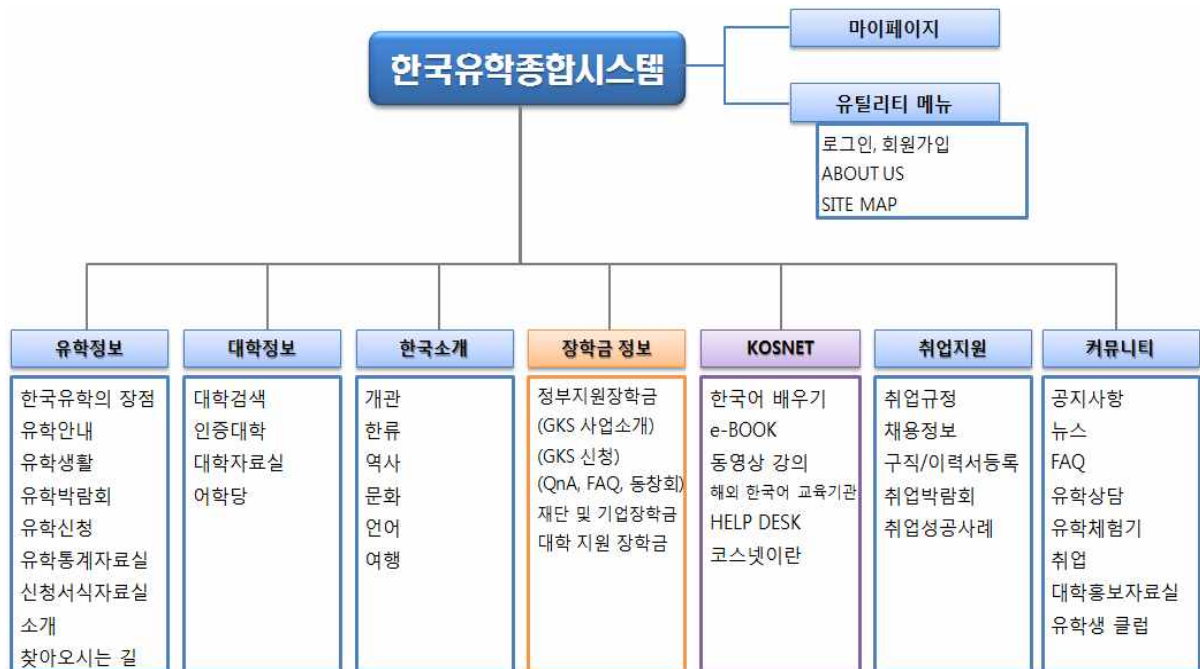 한국유학종합시스템
마이페이지
유틸리티 메뉴
로그인, 회원가입
ABOUT US
SITE MAP
유학정보
한국유학의 장점
유학안내
유학생활
유학박람회
유학신청
유학통계자료실
신청서식자료실
소개
찾아오시는 길
대학정보
대학검색
인증대학
대학자료실
어학당
한국소개
개관
한류
역사
문화
언어
여행
장학금 정보
정부지원장학금
(GKS 사업소개)
(GKS 신청)
(QnA, FAQ, 동창회)
재단 및 기업장학금
대학 지원 장학금
KOSNET
한국어 배우기
e-BOOK
동영상 강의
해외 한국어 교육기관
HELP DESK
코스넷이란
취업지원
취업규정
채용정보
구직/이력서등록
취업박람회
취업성공사례
커뮤니티
공지사항
뉴스
FAQ
유학상담
유학체험기
취업
대학홍보자료실
유학생 클럽